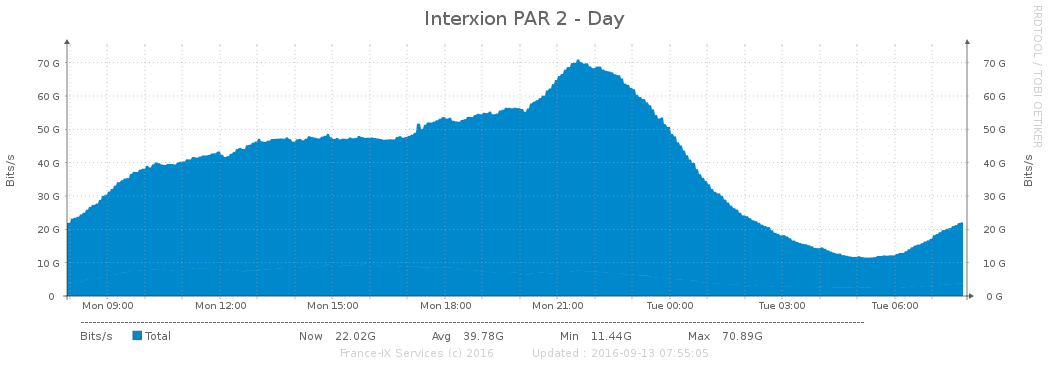 Interxion PAR 2 - Day
RRDTOOL / TOBI OETIKER
Bits/s
70 G
60 G
50 G
40 G
30 G
20 G
10 G
0
70 G
60 G
50 G
40 G
30 G
20 G
10 G
0 G
Bits/s
Mon 09:00 Mon 12:00 Mon 15:00 Mon 18:00 Mon 21:00 Tue 00:00 Tue 03:00 Tue 06:00
Bits/s Total Now 22.02G Avg 39.78G Min 11.44G Max 70.89G
France-IX Services (c) 2016 Updated : 2016-09-13 07:55:05